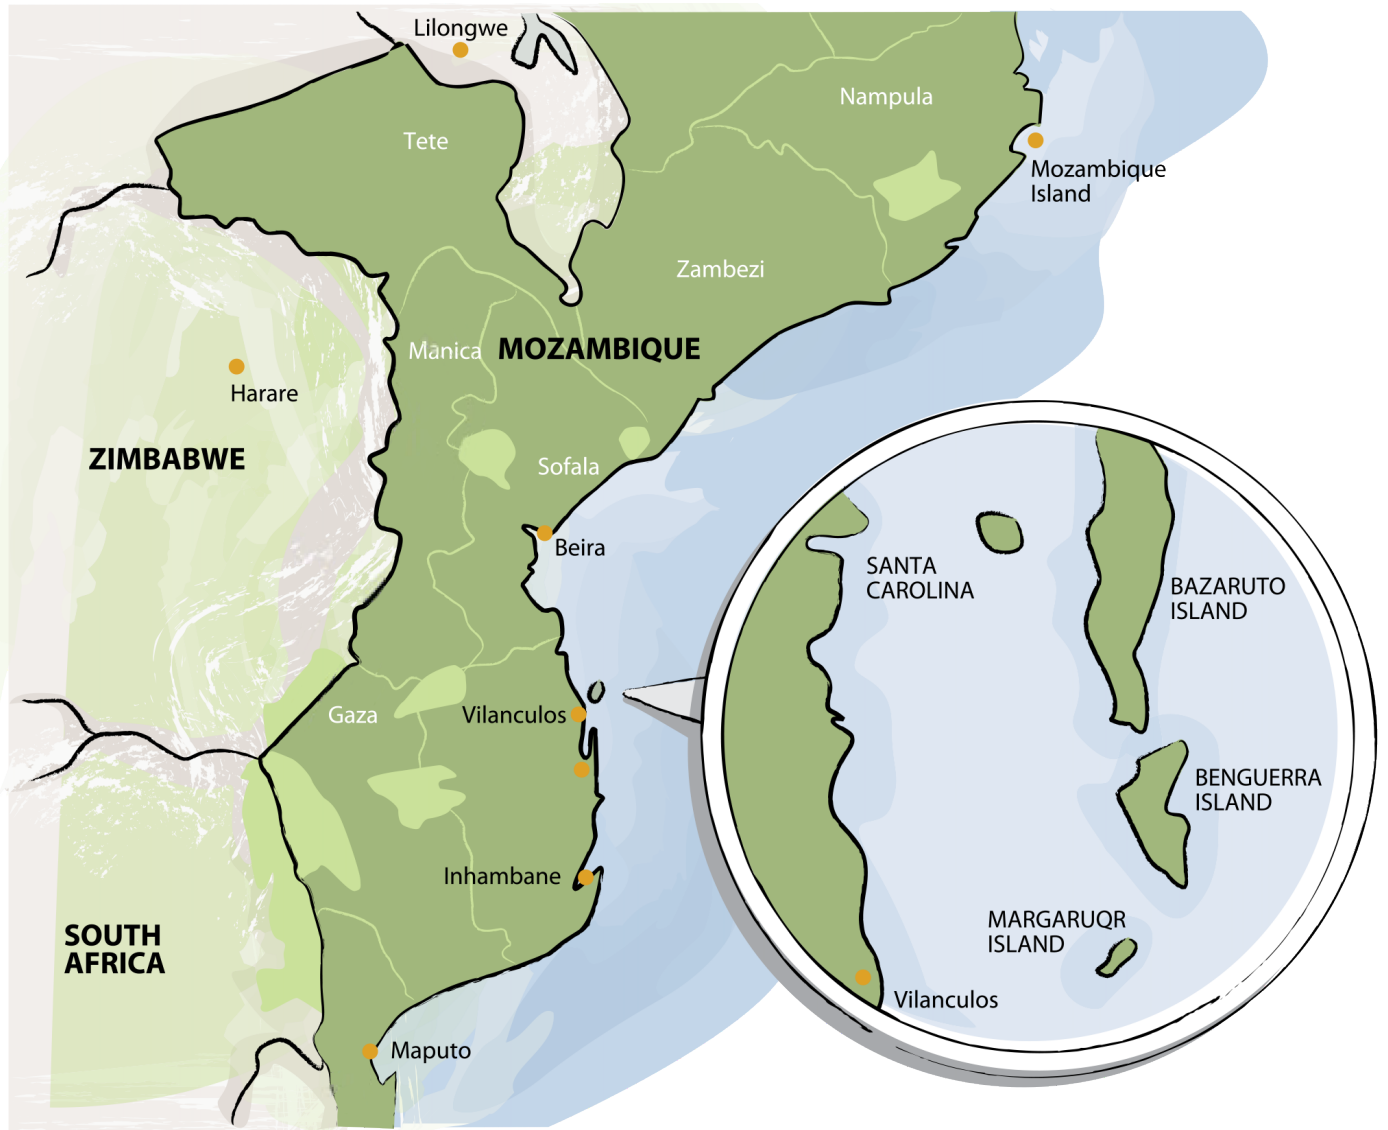 Lilongwe
Nampula
Tete
Mozambique
Island
Zambezi
Manica
MOZAMBIQUE
Harare
ZIMBABWE
Sofala
Beira
SANTA
CAROLINA
BAZARUTO
ISLAND
Gaza
Vilanculos
BENGUERRA
ISLAND
Inhambane
MARGARUQR
ISLAND
SOUTH
AFRICA
Vilanculos
Maputo